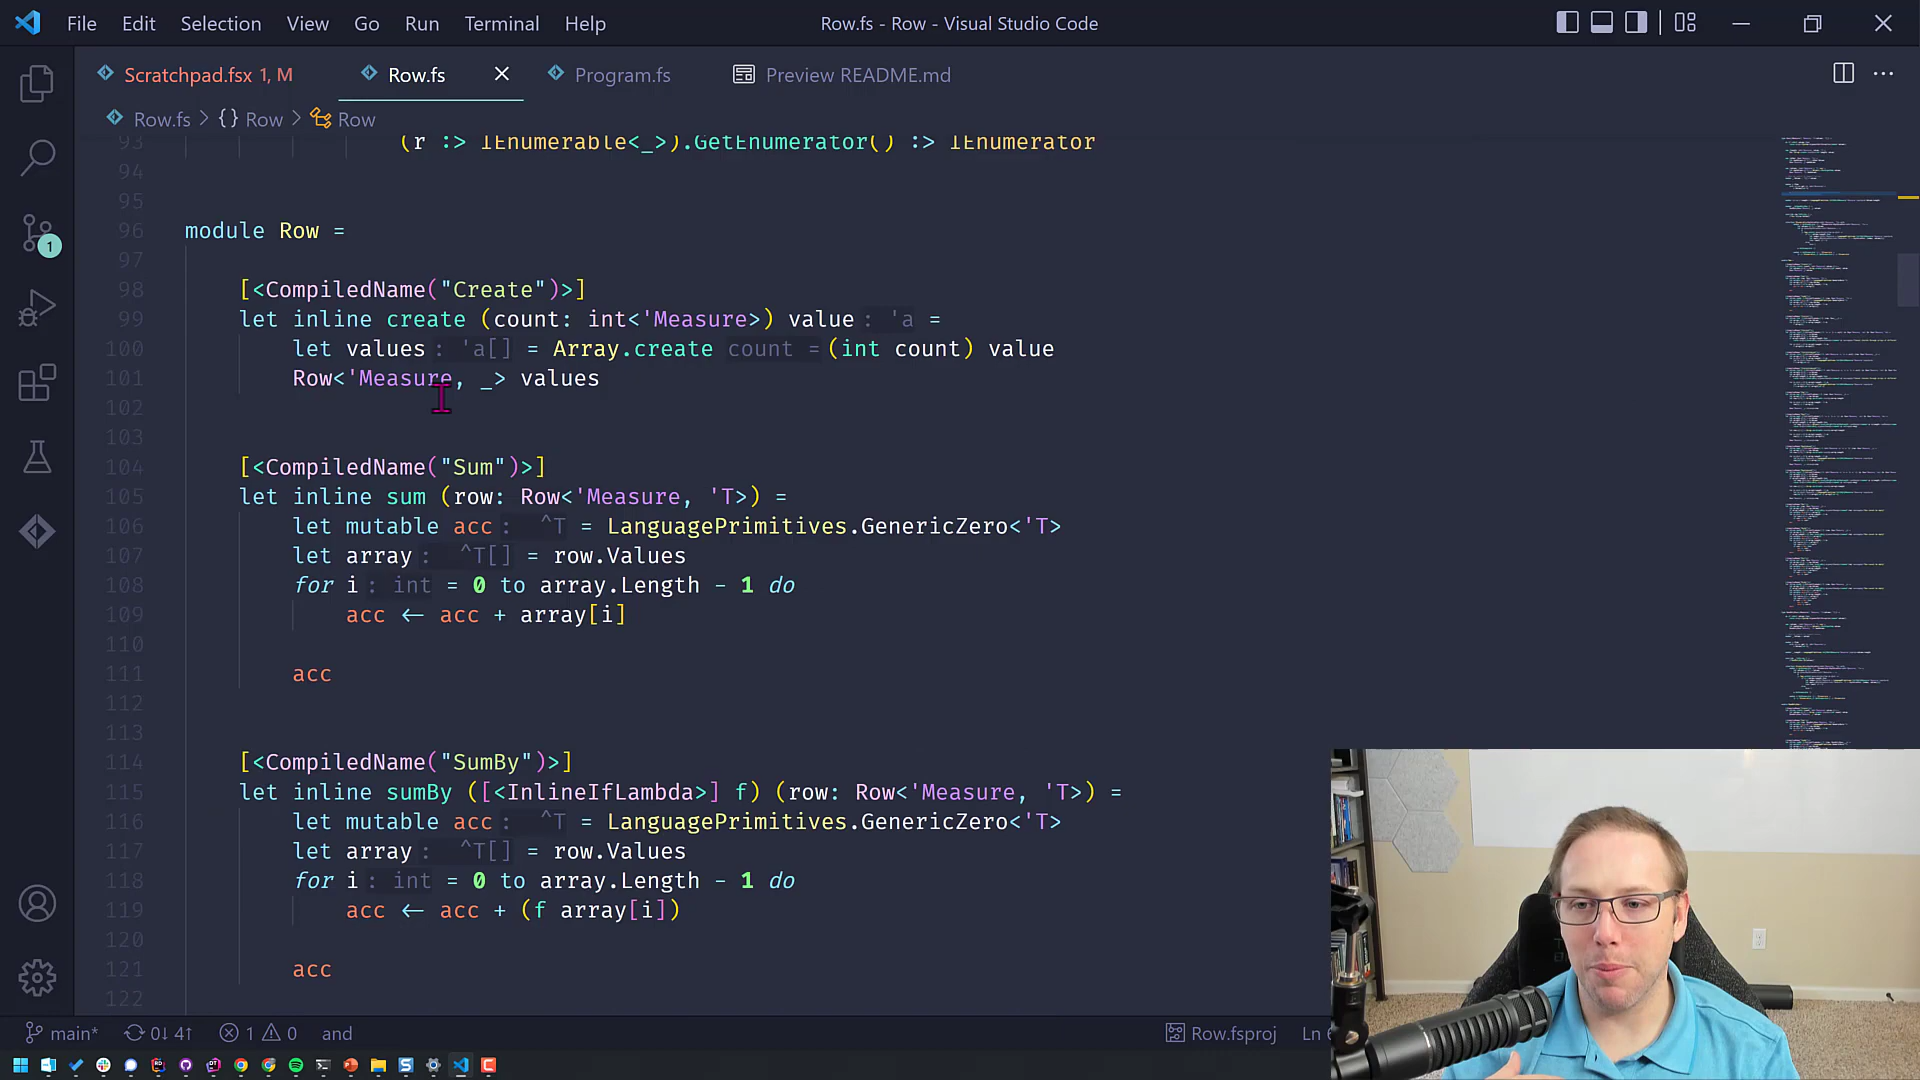 File Edit Selection View Go Run Terminal Help Row.fs - Row - Visual Studio Code
Scratchpad.fsx 1, M Row.fs Program.fs Preview README.md
Row.fs > {} Row > Row
93 (r :> IEnumerable<_>).GetEnumerator() :> IEnumerator
94
95
96 module Row =
97
98 [<CompiledName("Create")>]
99 let inline create (count: int<'Measure>) value : 'a =
100 let values : 'a[] = Array.create count = (int count) value
101 Row<'Measure, _> values
102
103
104 [<CompiledName("Sum")>]
105 let inline sum (row: Row<'Measure, 'T>) =
106 let mutable acc : ^T = LanguagePrimitives.GenericZero<'T>
107 let array : ^T[] = row.Values
108 for i : int = 0 to array.Length - 1 do
109 acc <- acc + array[i]
110
111 acc
112
113
114 [<CompiledName("SumBy")>]
115 let inline sumBy ([<InlineIfLambda>] f) (row: Row<'Measure, 'T>) =
116 let mutable acc : ^T = LanguagePrimitives.GenericZero<'T>
117 let array : ^T[] = row.Values
118 for i : int = 0 to array.Length - 1 do
119 acc <- acc + (f array[i])
120
121 acc
122
1
main* 0↓ 4↑ 1 0 and Row.fsproj Ln